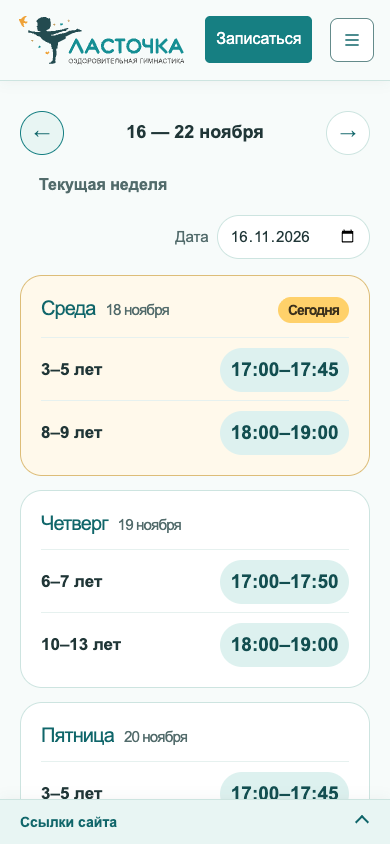 ЛАСТОЧКА
ОЗДОРОВИТЕЛЬНАЯ ГИМНАСТИКА
Записаться
← 16 — 22 ноября →
Текущая неделя
Дата 16.11.2026
Среда 18 ноября Сегодня
3–5 лет 17:00–17:45
8–9 лет 18:00–19:00
Четверг 19 ноября
6–7 лет 17:00–17:50
10–13 лет 18:00–19:00
Пятница 20 ноября
3–5 лет 17:00–17:45
Ссылки сайта